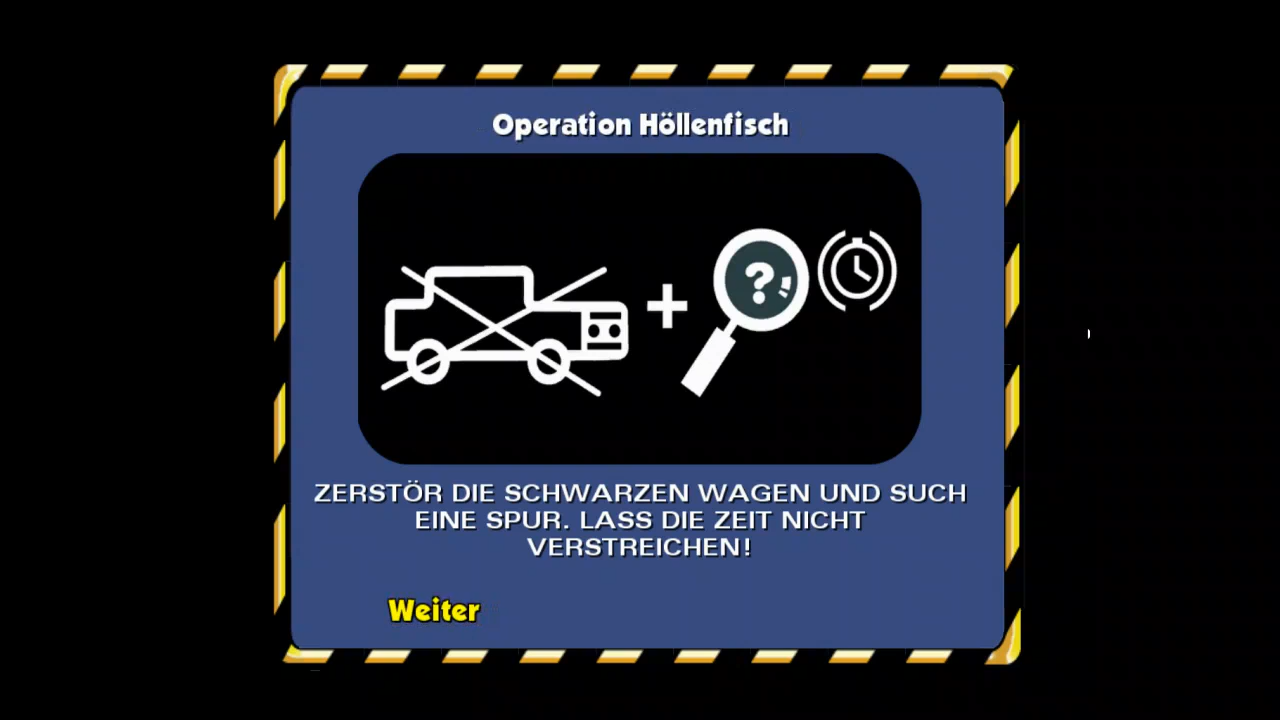 Operation Höllenfisch
?
ZERSTÖR DIE SCHWARZEN WAGEN UND SUCH
EINE SPUR. LASS DIE ZEIT NICHT
VERSTREICHEN!
Weiter